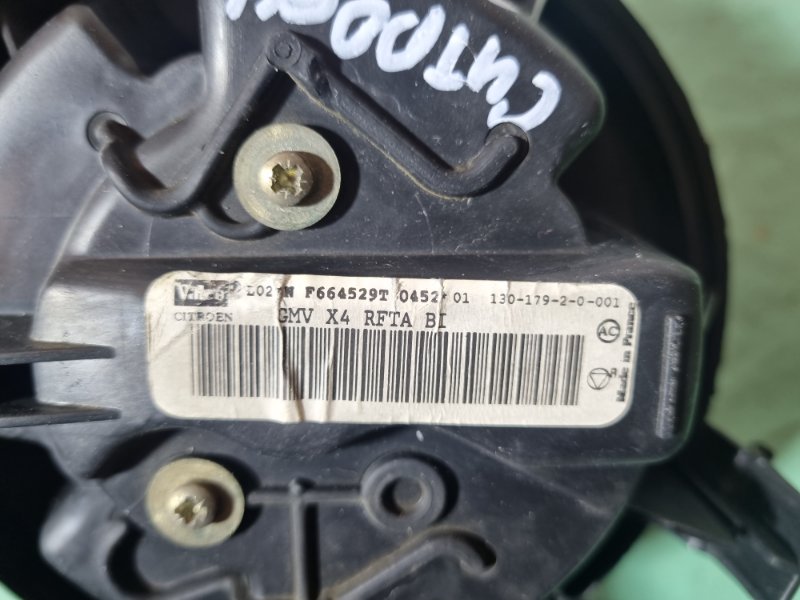 СИТРОЕН
Valeo L02*N F664529T 0452* 01 130-179-2-0-001
CITROEN GMV X4 RFTA BI
AC
Made in France